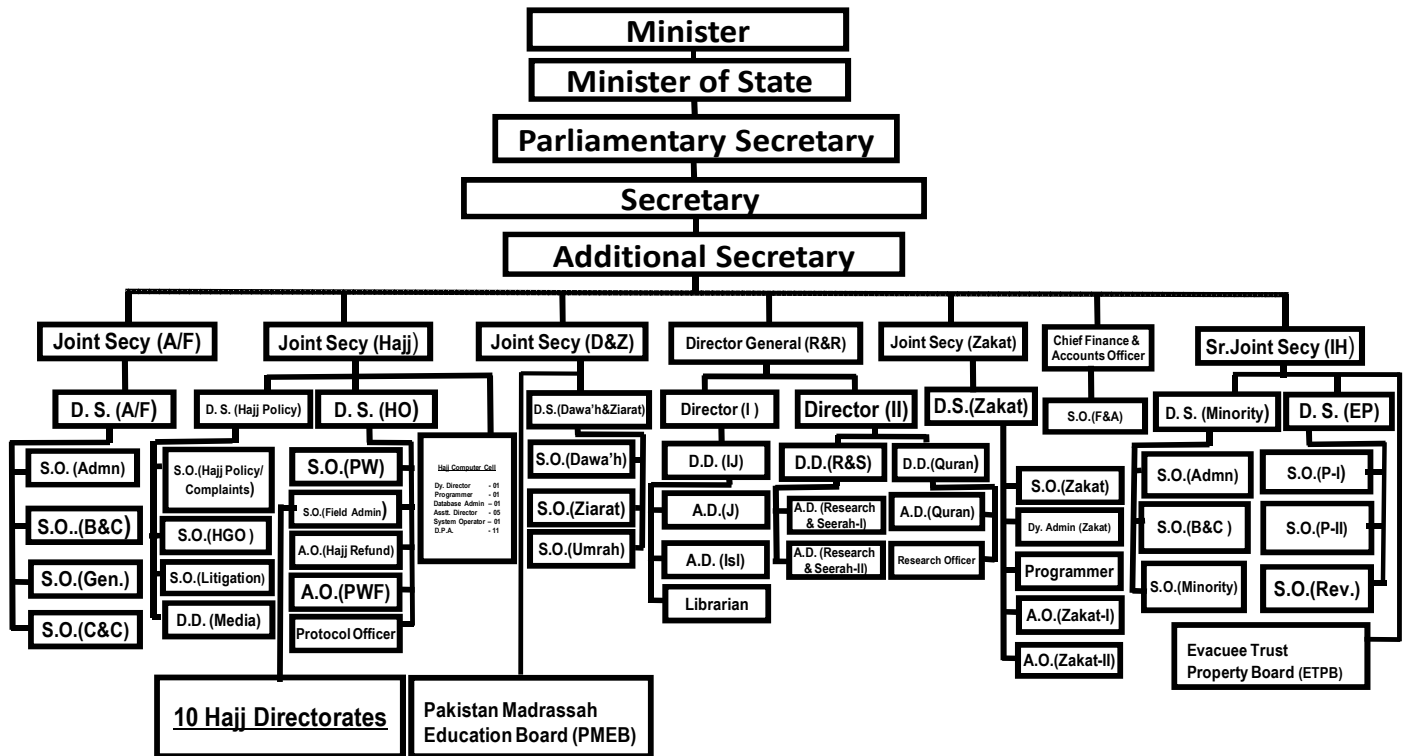 Minister
Minister of State
Parliamentary Secretary
Secretary
Additional Secretary
Joint Secy (A/F)
Joint Secy (Hajj)
Joint Secy (D&Z)
Director General (R&R)
Joint Secy (Zakat)
Chief Finance &
Accounts Officer
Sr.Joint Secy (IH)
D. S. (A/F)
S.O. (Admn)
S.O..(B&C)
S.O.(Gen.)
S.O.(C&C)
D. S. (Hajj Policy)
S.O.(Hajj Policy/
Complaints)
S.O.(HGO )
S.O.(Litigation)
D.D. (Media)
D. S. (HO)
S.O.(PW)
S.O.(Field Admin )
A.O.(Hajj Refund)
A.O.(PWF)
Protocol Officer
10 Hajj Directorates
Hajj Computer Cell
Dy. Director - 01
Programmer - 01
Database Admin – 01
Asstt. Director - 05
System Operator – 01
D.P.A. - 11
D.S.(Dawa'h&Ziarat)
S.O.(Dawa'h)
S.O.(Ziarat)
S.O.(Umrah)
Pakistan Madrassah
Education Board (PMEB)
Director (I )
D.D. (IJ)
A.D.(J)
A.D. (Isl)
Librarian
Director (II)
D.D.(R&S)
A.D. (Research
& Seerah-I)
A.D. (Research
& Seerah-II)
D.D.(Quran)
A.D.(Quran)
Research Officer
D.S.(Zakat)
S.O.(Zakat)
Dy. Admin (Zakat)
Programmer
A.O.(Zakat-I)
A.O.(Zakat-II)
S.O.(F&A)
D. S. (Minority)
S.O.(Admn)
S.O.(B&C )
S.O.(Minority)
D. S. (EP)
S.O.(P-I)
S.O.(P-II)
S.O.(Rev.)
Evacuee Trust
Property Board (ETPB)